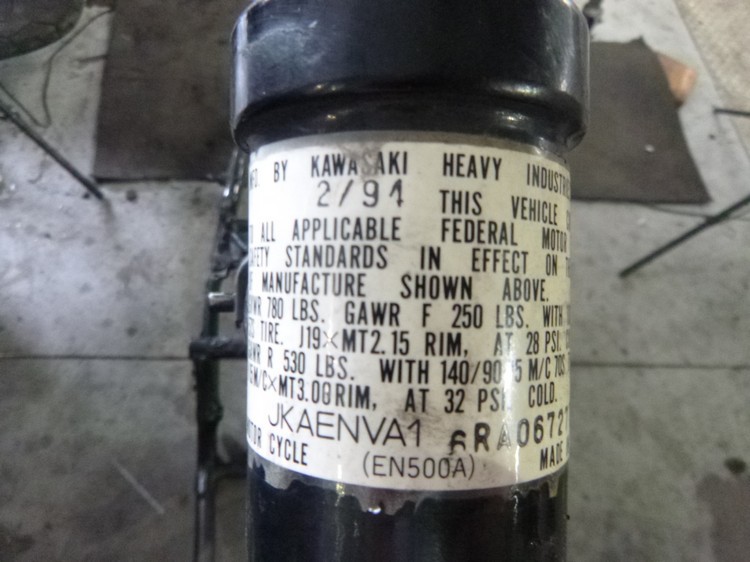 BY KAWASAKI HEAVY
2/94 THIS VEHICLE
ALL APPLICABLE FEDERAL MOTOR
STANDARDS IN EFFECT ON
MANUFACTURE SHOWN ABOVE.
780 LBS. GAWR F 250 LBS. WITH
TIRE. J19×MT2.15 RIM, AT 28 PSI.
R 530 LBS. WITH 140/90 M/C 70S
×MT3.00RIM, AT 32 PSI COLD.
JKAENVA1 6RA06727
CYCLE (EN500A) MADE